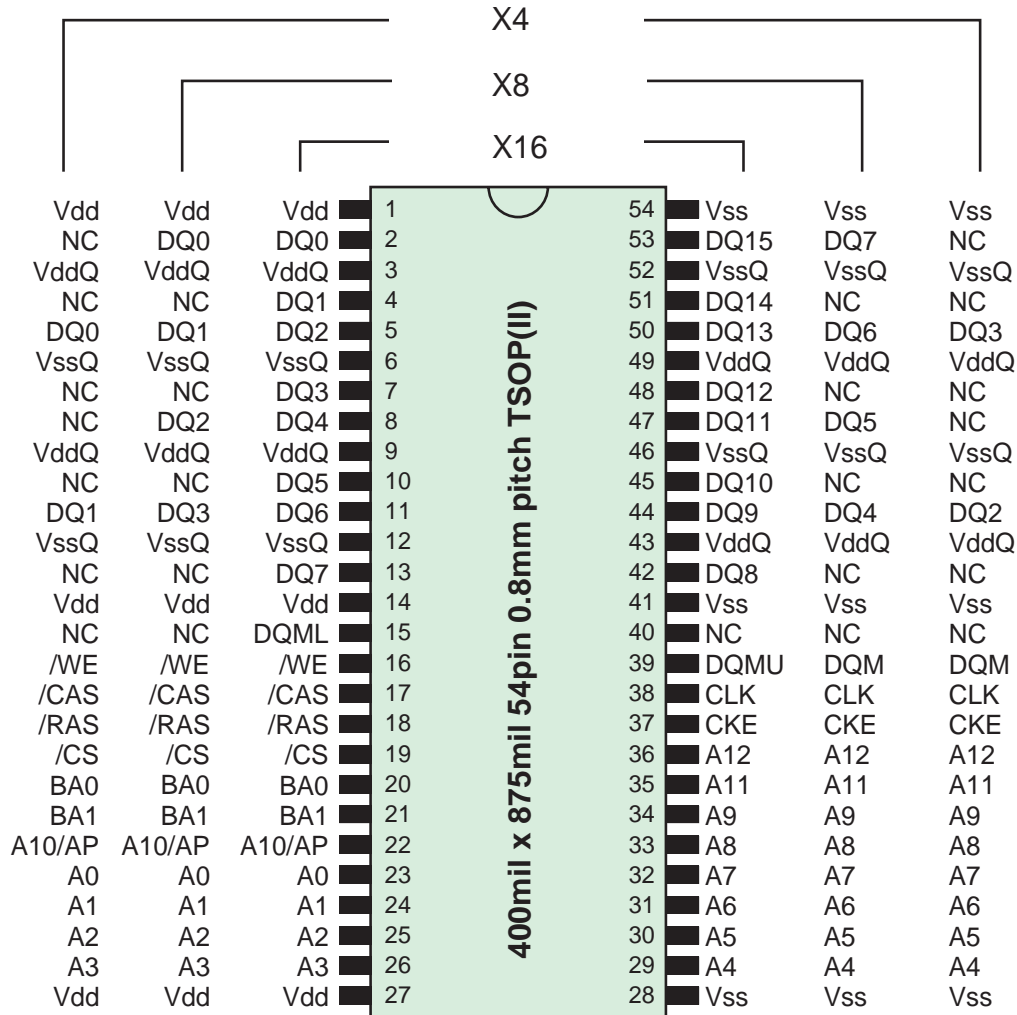 X4
X8
X16
Vdd Vdd Vdd 1 54 Vss Vss Vss
NC DQ0 DQ0 2 53 DQ15 DQ7 NC
VddQ VddQ VddQ 3 52 VssQ VssQ VssQ
NC NC DQ1 4 51 DQ14 NC NC
DQ0 DQ1 DQ2 5 50 DQ13 DQ6 DQ3
VssQ VssQ VssQ 6 49 VddQ VddQ VddQ
NC NC DQ3 7 48 DQ12 NC NC
NC DQ2 DQ4 8 47 DQ11 DQ5 NC
VddQ VddQ VddQ 9 46 VssQ VssQ VssQ
NC NC DQ5 10 45 DQ10 NC NC
DQ1 DQ3 DQ6 11 44 DQ9 DQ4 DQ2
VssQ VssQ VssQ 12 43 VddQ VddQ VddQ
NC NC DQ7 13 42 DQ8 NC NC
Vdd Vdd Vdd 14 41 Vss Vss Vss
NC NC DQML 15 40 NC NC NC
/WE /WE /WE 16 39 DQMU DQM DQM
/CAS /CAS /CAS 17 38 CLK CLK CLK
/RAS /RAS /RAS 18 37 CKE CKE CKE
/CS /CS /CS 19 36 A12 A12 A12
BA0 BA0 BA0 20 35 A11 A11 A11
BA1 BA1 BA1 21 34 A9 A9 A9
A10/AP A10/AP A10/AP 22 33 A8 A8 A8
A0 A0 A0 23 32 A7 A7 A7
A1 A1 A1 24 31 A6 A6 A6
A2 A2 A2 25 30 A5 A5 A5
A3 A3 A3 26 29 A4 A4 A4
Vdd Vdd Vdd 27 28 Vss Vss Vss
400mil x 875mil 54pin 0.8mm pitch TSOP(II)